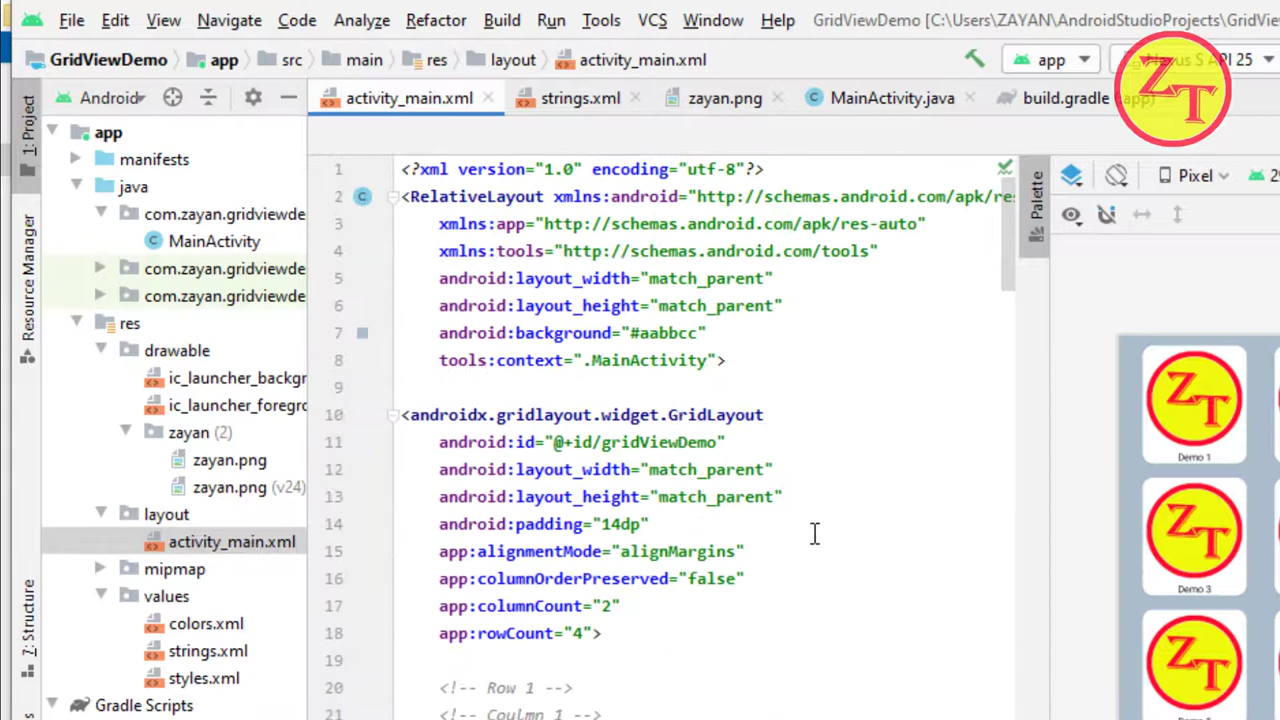 File Edit View Navigate Code Analyze Refactor Build Run Tools VCS Window Help GridViewDemo [C:\Users\ZAYAN\AndroidStudioProjects\GridVi
GridViewDemo app src main res layout activity_main.xml app Nexus S API 25
1: Project
Android activity_main.xml strings.xml zayan.png MainActivity.java build.gradle (:app)
ZT
app
manifests
java
com.zayan.gridviewde
MainActivity
com.zayan.gridviewde
com.zayan.gridviewde
res
drawable
ic_launcher_backgr
ic_launcher_foregro
zayan (2)
zayan.png
zayan.png (v24)
layout
activity_main.xml
mipmap
values
colors.xml
strings.xml
styles.xml
Gradle Scripts
Resource Manager
7: Structure
1 <?xml version="1.0" encoding="utf-8"?>
2 <RelativeLayout xmlns:android="http://schemas.android.com/apk/res
3 xmlns:app="http://schemas.android.com/apk/res-auto"
4 xmlns:tools="http://schemas.android.com/tools"
5 android:layout_width="match_parent"
6 android:layout_height="match_parent"
7 android:background="#aabbcc"
8 tools:context=".MainActivity">
9
10 <androidx.gridlayout.widget.GridLayout
11 android:id="@+id/gridViewDemo"
12 android:layout_width="match_parent"
13 android:layout_height="match_parent"
14 android:padding="14dp"
15 app:alignmentMode="alignMargins"
16 app:columnOrderPreserved="false"
17 app:columnCount="2"
18 app:rowCount="4">
19
20 <!-- Row 1 -->
21 <!-- Coulmn 1 -->
Palette
Pixel
ZT
Demo 1
ZT
Demo 3
ZT